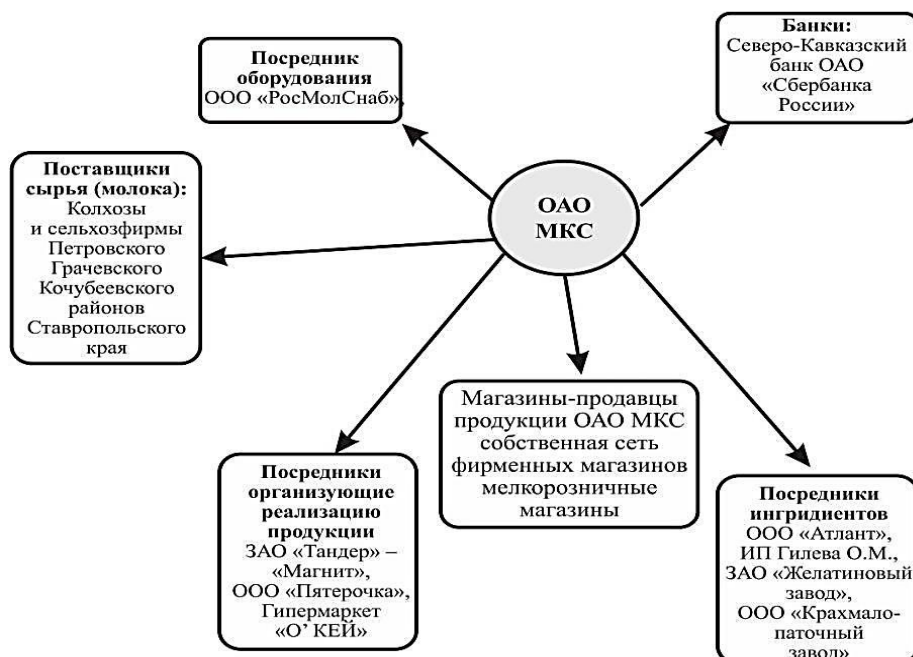 Посредник
оборудования
ООО «РосМолСнаб»,
Банки:
Северо-Кавказский
банк ОАО
«Сбербанка
России»
Поставщики
сырья (молока):
Колхозы
и сельхозфирмы
Петровского
Грачевского
Кочубеевского
районов
Ставропольского
края
ОАО
МКС
Магазины-продавцы
продукции ОАО МКС
собственная сеть
фирменных магазинов
мелкорозничные
магазины
Посредники
организующие
реализацию
продукции
ЗАО «Тандер» –
«Магнит»,
ООО «Пятерочка»,
Гипермаркет
«О’ КЕЙ»
Посредники
ингридиентов
ООО «Атлант»,
ИП Гилева О.М.,
ЗАО «Желатиновый
завод»,
ООО «Крахмало-
паточный
завод»